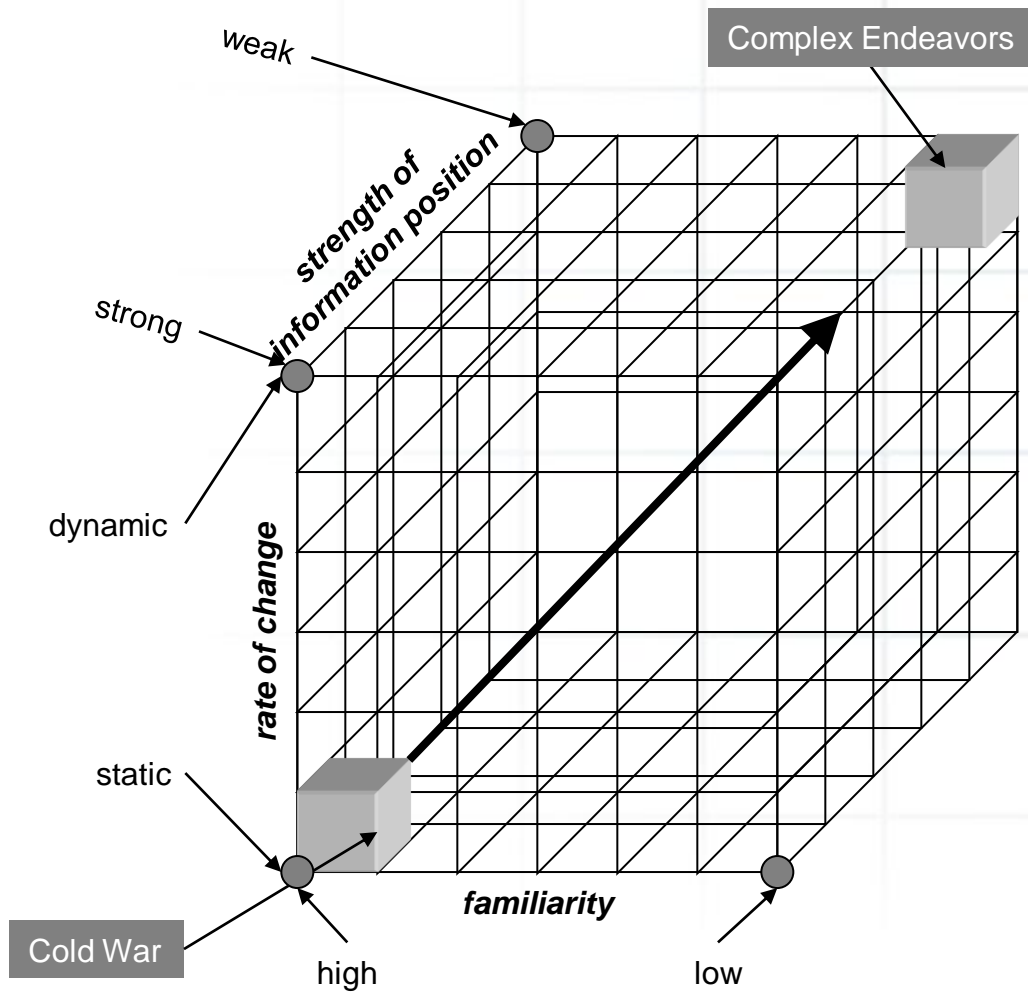 weak
Complex Endeavors
strength of
information position
strong
dynamic
rate of change
static
familiarity
Cold War
high
low